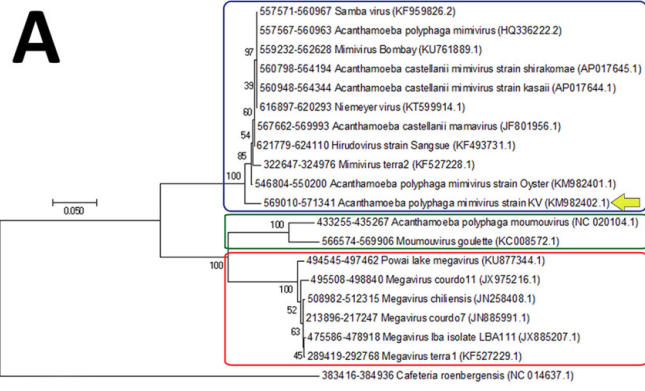 A
557571-560967 Samba virus (KF959826.2)
557567-560963 Acanthamoeba polyphaga mimivirus (HQ336222.2)
97
559232-562628 Mimivirus Bombay (KU761889.1)
560798-564194 Acanthamoeba castellanii mimivirus strain shirakomae (AP017645.1)
39
560948-564344 Acanthamoeba castellanii mimivirus strain kasaii (AP017644.1)
616897-620293 Niemeyer virus (KT599914.1)
60
567662-569993 Acanthamoeba castellanii mamavirus (JF801956.1)
54
621779-624110 Hirudovirus strain Sangsue (KF493731.1)
85
322647-324976 Mimivirus terra2 (KF527228.1)
100
546804-550200 Acanthamoeba polyphaga mimivirus strain Oyster (KM982401.1)
0.050
569010-571341 Acanthamoeba polyphaga mimivirus strain KV (KM982402.1)
433255-435267 Acanthamoeba polyphaga moumouvirus (NC 020104.1)
100
566574-569906 Moumouvirus goulette (KC008572.1)
100
494545-497462 Powai lake megavirus (KU877344.1)
495508-498840 Megavirus courdo11 (JX975216.1)
100
508982-512315 Megavirus chiliensis (JN258408.1)
52
213896-217247 Megavirus courdo7 (JN885991.1)
63
475586-478918 Megavirus lba isolate LBA111 (JX885207.1)
45
289419-292768 Megavirus terra1 (KF527229.1)
383416-384936 Cafeteria roenbergensis (NC 014637.1)